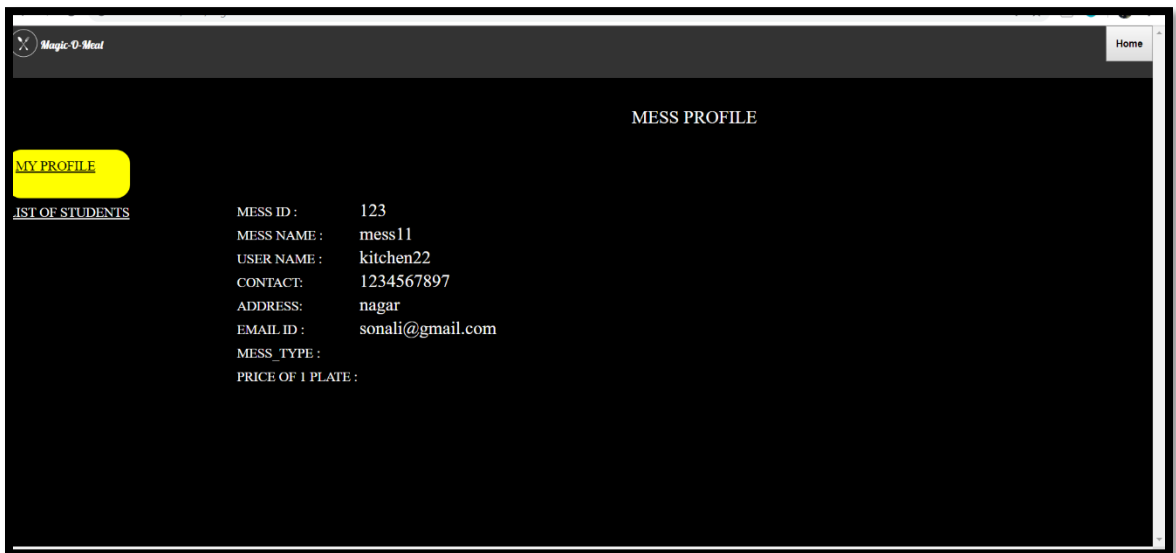 Magic-O-Meal
Home
MESS PROFILE
MY PROFILE
LIST OF STUDENTS
MESS ID : 123
MESS NAME : mess11
USER NAME : kitchen22
CONTACT: 1234567897
ADDRESS: nagar
EMAIL ID : sonali@gmail.com
MESS_TYPE :
PRICE OF 1 PLATE :